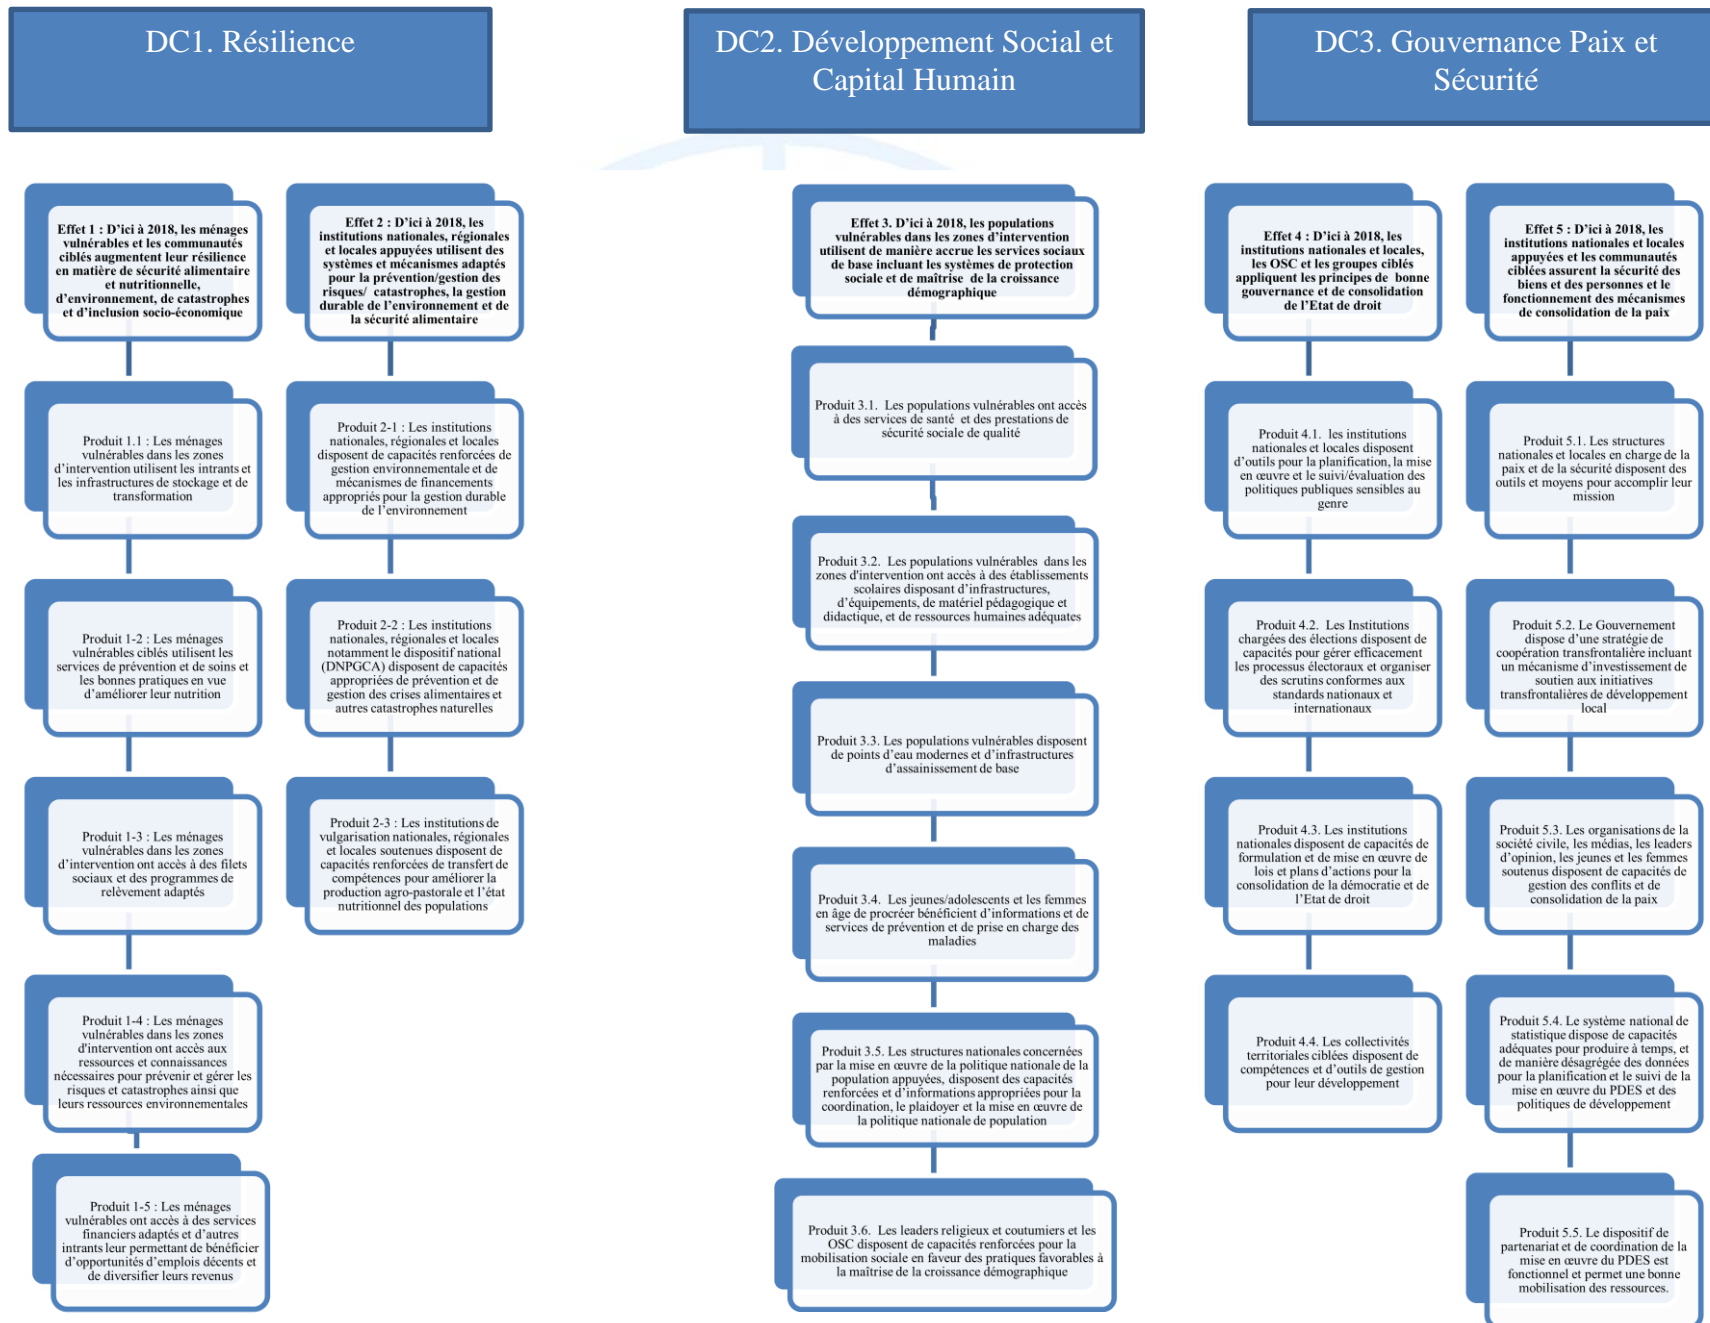 DC1. Résilience
DC2. Développement Social et
Capital Humain
DC3. Gouvernance Paix et
Sécurité
Effet 1 : D’ici à 2018, les ménages
vulnérables et les communautés
ciblés augmentent leur résilience
en matière de sécurité alimentaire
et nutritionnelle,
d’environnement, de catastrophes
et d’inclusion socio-économique
Produit 1.1 : Les ménages
vulnérables dans les zones
d’intervention utilisent les intrants et
les infrastructures de stockage et de
transformation
Produit 1-2 : Les ménages
vulnérables ciblés utilisent les
services de prévention et de soins et
les bonnes pratiques en vue
d’améliorer leur nutrition
Produit 1-3 : Les ménages
vulnérables dans les zones
d’intervention ont accès à des filets
sociaux et des programmes de
relèvement adaptés
Produit 1-4 : Les ménages
vulnérables dans les zones
d'intervention ont accès aux
ressources et connaissances
nécessaires pour prévenir et gérer les
risques et catastrophes ainsi que
leurs ressources environnementales
Produit 1-5 : Les ménages
vulnérables ont accès à des services
financiers adaptés et d’autres
intrants leur permettant de bénéficier
d’opportunités d’emplois décents et
de diversifier leurs revenus
Effet 2 : D’ici à 2018, les
institutions nationales, régionales
et locales appuyées utilisent des
systèmes et mécanismes adaptés
pour la prévention/gestion des
risques/ catastrophes, la gestion
durable de l’environnement et de
la sécurité alimentaire
Produit 2-1 : Les institutions
nationales, régionales et locales
disposent de capacités renforcées de
gestion environnementale et de
mécanismes de financements
appropriés pour la gestion durable
de l’environnement
Produit 2-2 : Les institutions
nationales, régionales et locales
notamment le dispositif national
(DNPGCA) disposent de capacités
appropriées de prévention et de
gestion des crises alimentaires et
autres catastrophes naturelles
Produit 2-3 : Les institutions de
vulgarisation nationales, régionales
et locales soutenues disposent de
capacités renforcées de transfert de
compétences pour améliorer la
production agro-pastorale et l’état
nutritionnel des populations
Effet 3. D’ici à 2018, les populations
vulnérables dans les zones d’intervention
utilisent de manière accrue les services sociaux
de base incluant les systèmes de protection
sociale et de maîtrise de la croissance
démographique
Produit 3.1. Les populations vulnérables ont accès
à des services de santé et des prestations de
sécurité sociale de qualité
Produit 3.2. Les populations vulnérables dans les
zones d'intervention ont accès à des établissements
scolaires disposant d’infrastructures,
d’équipements, de matériel pédagogique et
didactique, et de ressources humaines adéquates
Produit 3.3. Les populations vulnérables disposent
de points d’eau modernes et d’infrastructures
d’assainissement de base
Produit 3.4. Les jeunes/adolescents et les femmes
en âge de procréer bénéficient d’informations et de
services de prévention et de prise en charge des
maladies
Produit 3.5. Les structures nationales concernées
par la mise en œuvre de la politique nationale de la
population appuyées, disposent des capacités
renforcées et d’informations appropriées pour la
coordination, le plaidoyer et la mise en œuvre de
la politique nationale de population
Produit 3.6. Les leaders religieux et coutumiers et les
OSC disposent de capacités renforcées pour la
mobilisation sociale en faveur des pratiques favorables à
la maîtrise de la croissance démographique
Effet 4 : D’ici à 2018, les
institutions nationales et locales,
les OSC et les groupes ciblés
appliquent les principes de bonne
gouvernance et de consolidation
de l’Etat de droit
Produit 4.1. les institutions
nationales et locales disposent
d’outils pour la planification, la mise
en œuvre et le suivi/évaluation des
politiques publiques sensibles au
genre
Produit 4.2. Les Institutions
chargées des élections disposent de
capacités pour gérer efficacement
les processus électoraux et organiser
des scrutins conformes aux
standards nationaux et
internationaux
Produit 4.3. Les institutions
nationales disposent de capacités de
formulation et de mise en œuvre de
lois et plans d’actions pour la
consolidation de la démocratie et de
l’Etat de droit
Produit 4.4. Les collectivités
territoriales ciblées disposent de
compétences et d’outils de gestion
pour leur développement
Effet 5 : D’ici à 2018, les
institutions nationales et locales
appuyées et les communautés
ciblées assurent la sécurité des
biens et des personnes et le
fonctionnement des mécanismes
de consolidation de la paix
Produit 5.1. Les structures
nationales et locales en charge de la
paix et de la sécurité disposent des
outils et moyens pour accomplir leur
mission
Produit 5.2. Le Gouvernement
dispose d’une stratégie de
coopération transfrontalière incluant
un mécanisme d’investissement de
soutien aux initiatives
transfrontalières de développement
local
Produit 5.3. Les organisations de la
société civile, les médias, les leaders
d’opinion, les jeunes et les femmes
soutenus disposent de capacités de
gestion des conflits et de
consolidation de la paix
Produit 5.4. Le système national de
statistique dispose de capacités
adéquates pour produire à temps, et
de manière désagrégée des données
pour la planification et le suivi de la
mise en œuvre du PDES et des
politiques de développement
Produit 5.5. Le dispositif de
partenariat et de coordination de la
mise en œuvre du PDES est
fonctionnel et permet une bonne
mobilisation des ressources.